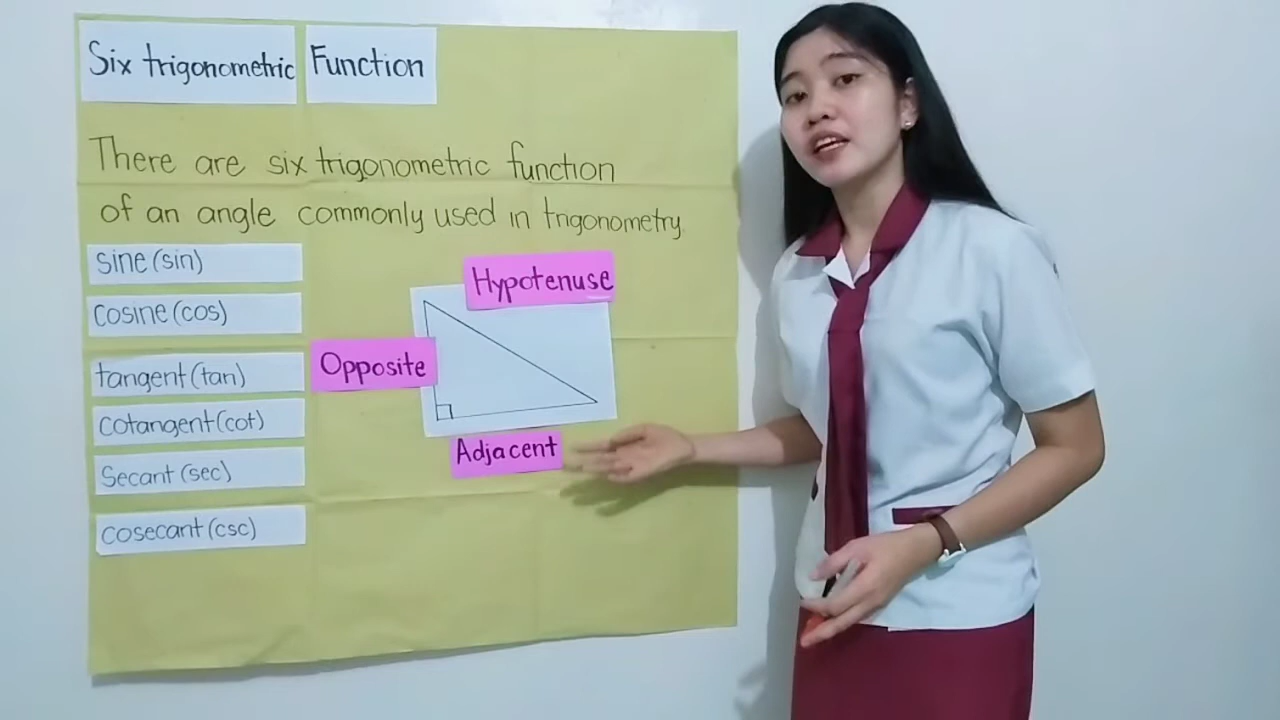 Six trigonometric Function
There are six trigonometric function
of an angle commonly used in trigonometry.
sine (sin)
cosine (cos)
tangent (tan)
cotangent (cot)
Secant (sec)
cosecant (csc)
Hypotenuse
Opposite
Adjacent